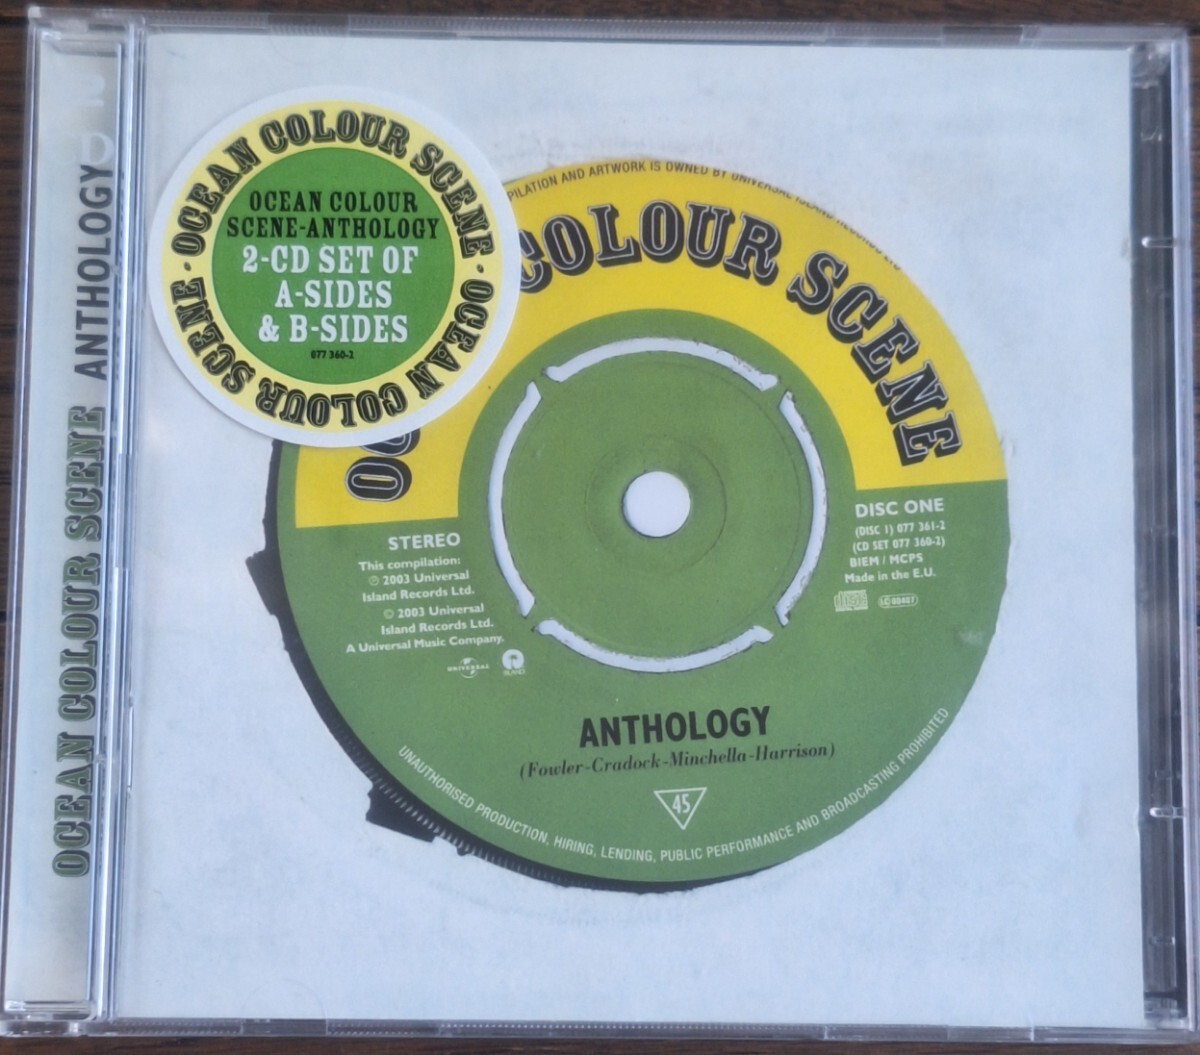 OCEAN COLOUR SCENE ANTHOLOGY
OCEAN COLOUR SCENE · OCEAN COLOUR SCENE ·
OCEAN COLOUR
SCENE-ANTHOLOGY
2-CD SET OF
A-SIDES
& B-SIDES
077 360-2
COMPILATION AND ARTWORK IS OWNED BY UNIVERSAL ISLAND RECORDS LTD
COLOUR SCENE
STEREO
This compilation:
℗ 2003 Universal
Island Records Ltd.
© 2003 Universal
Island Records Ltd.
A Universal Music Company.
UNIVERSAL
ISLAND
DISC ONE
(DISC 1) 077 361-2
(CD SET 077 360-2)
BIEM / MCPS
Made in the E.U.
ANTHOLOGY
(Fowler-Cradock-Minchella-Harrison)
45
UNAUTHORISED PRODUCTION, HIRING, LENDING, PUBLIC PERFORMANCE AND BROADCASTING PROHIBITED